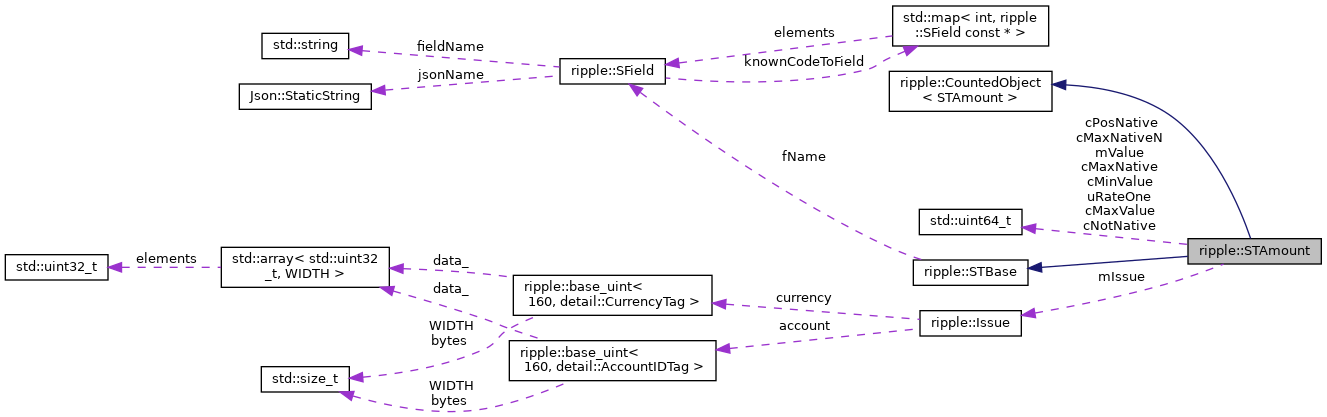 std::map< int, ripple
::SField const * >
elements
std::string
fieldName
knownCodeToField
ripple::SField
jsonName
Json::StaticString
ripple::CountedObject
< STAmount >
cPosNative
cMaxNativeN
mValue
cMaxNative
cMinValue
uRateOne
cMaxValue
cNotNative
fName
std::uint64_t
ripple::STAmount
std::array< std::uint32
_t, WIDTH >
elements
std::uint32_t
data_
ripple::STBase
mIssue
ripple::base_uint<
160, detail::CurrencyTag >
data_
currency
ripple::Issue
account
WIDTH
bytes
ripple::base_uint<
160, detail::AccountIDTag >
std::size_t
WIDTH
bytes